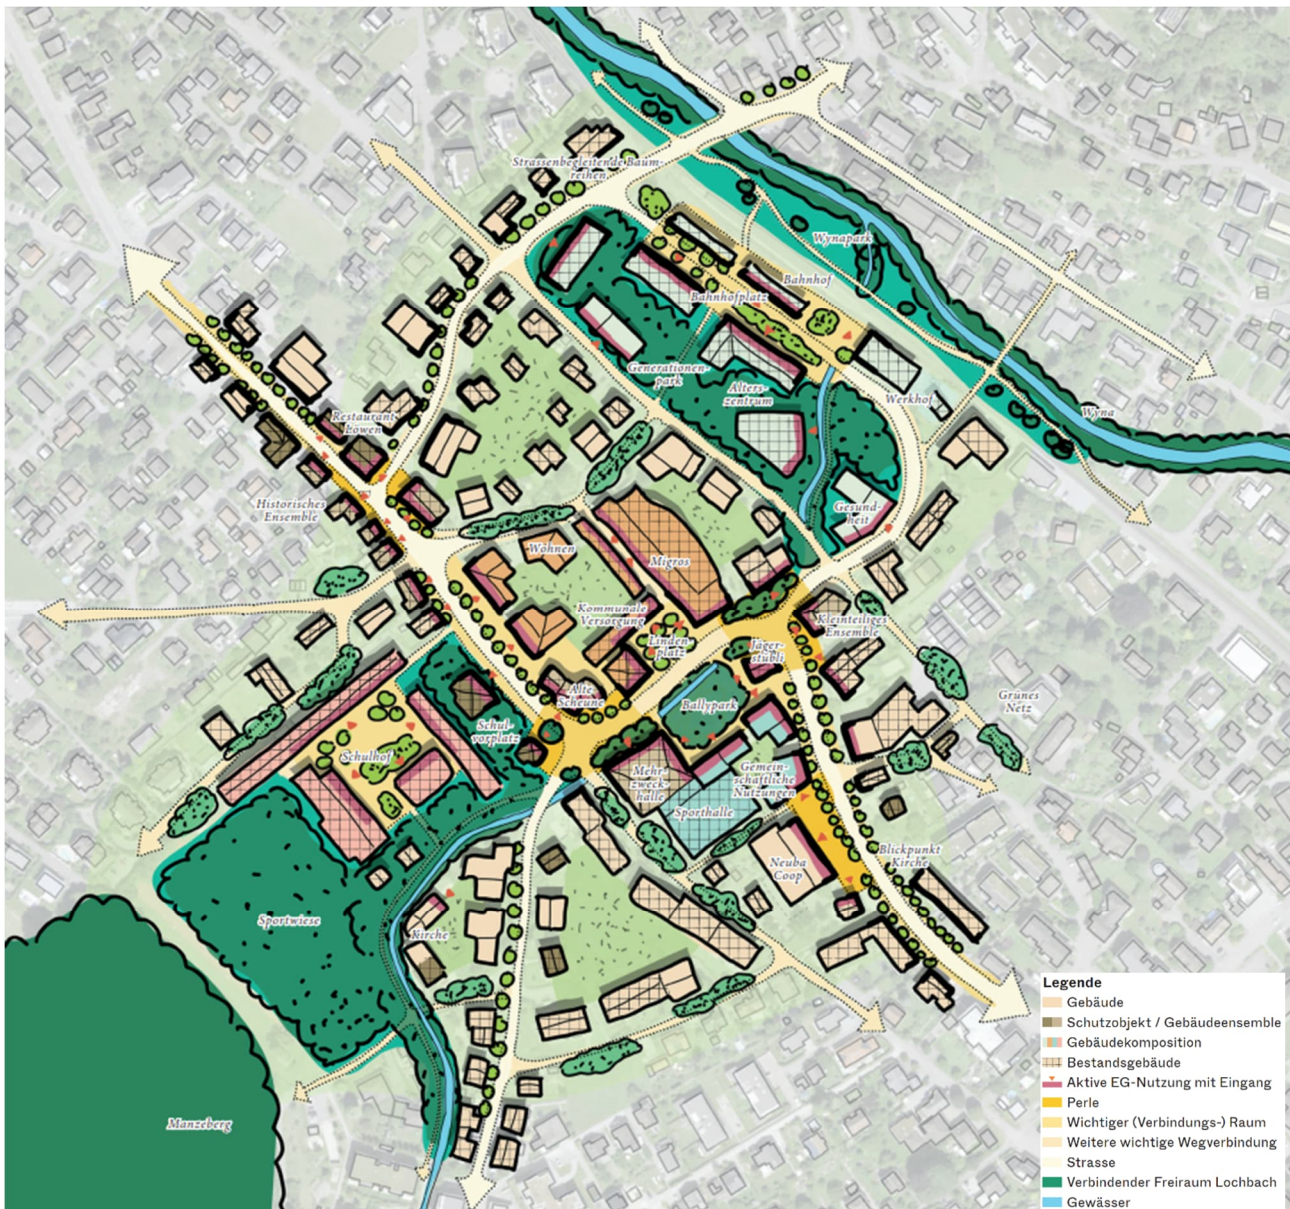 Strassenbegleitende Baum-
reihen
Wynapark
Bahnhof
Bahnhofplatz
Generationen-
park
Alters-
zentrum
Werkhof
Wyna
Restaurant
Löwen
Historisches
Ensemble
Gesund-
heit
Wohnen
Migros
Kommunale
Versorgung
Linden-
platz
Kleinteiliges
Ensemble
Jäger-
stübli
Alte
Scheune
Ballypark
Grünes
Netz
Schul-
vorplatz
Schulhof
Mehr-
zweck-
halle
Gemein-
schaftliche
Nutzungen
Sporthalle
Neuba
Coop
Blickpunkt
Kirche
Sportwiese
Kirche
Manzeberg
Legende
Gebäude
Schutzobjekt / Gebäudeensemble
Gebäudekomposition
Bestandsgebäude
Aktive EG-Nutzung mit Eingang
Perle
Wichtiger (Verbindungs-) Raum
Weitere wichtige Wegverbindung
Strasse
Verbindender Freiraum Lochbach
Gewässer